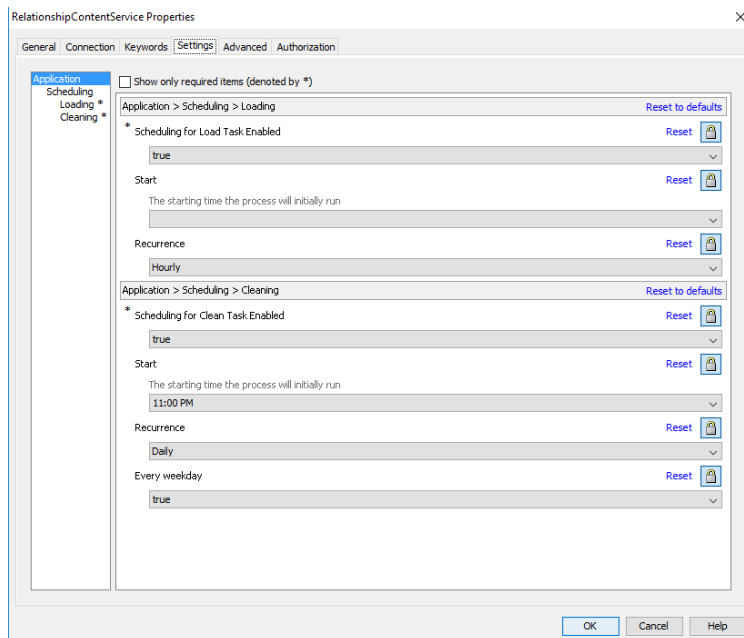 RelationshipContentService Properties
General Connection Keywords Settings Advanced Authorization
Application
Scheduling
Loading *
Cleaning *
Show only required items (denoted by *)
Application > Scheduling > Loading Reset to defaults
* Scheduling for Load Task Enabled Reset
true
Start Reset
The starting time the process will initially run
Recurrence Reset
Hourly
Application > Scheduling > Cleaning Reset to defaults
* Scheduling for Clean Task Enabled Reset
true
Start Reset
The starting time the process will initially run
11:00 PM
Recurrence Reset
Daily
Every weekday Reset
true
OK Cancel Help